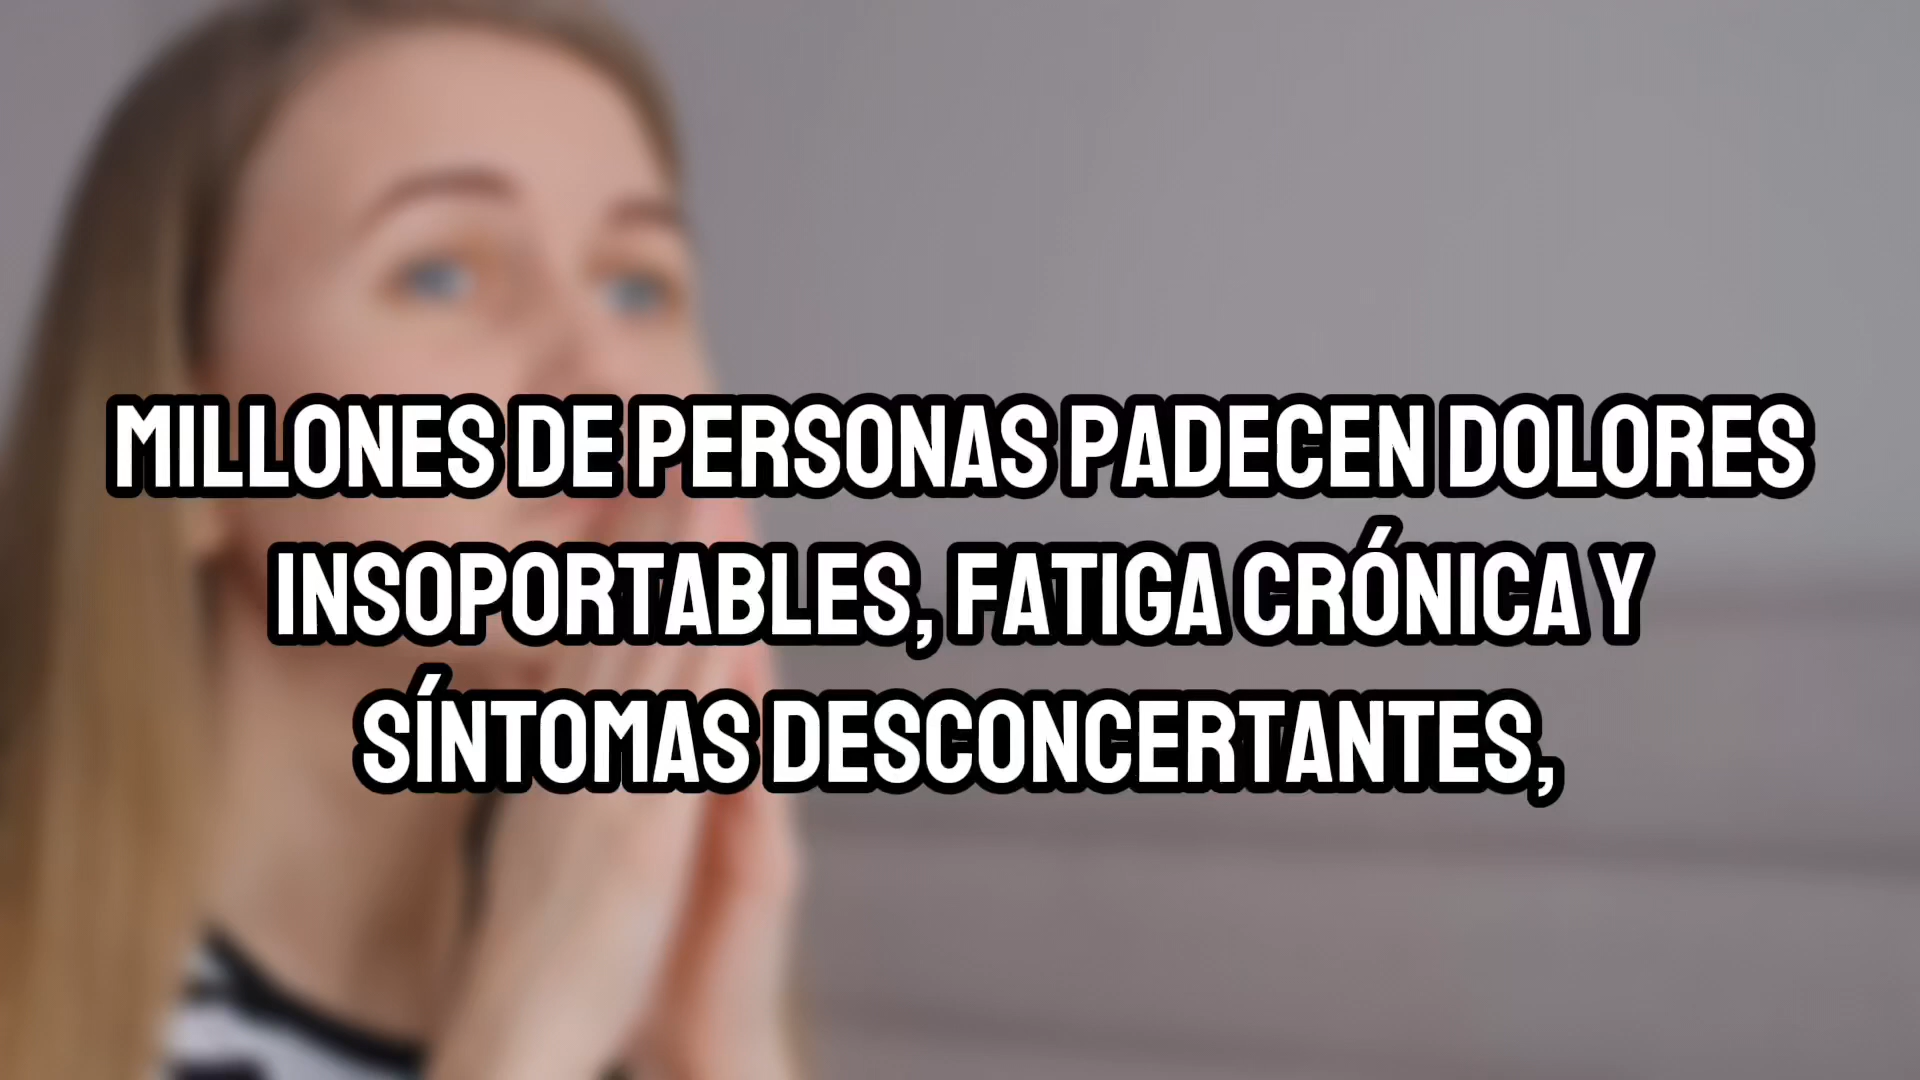 MILLONES DE PERSONAS PADECEN DOLORES
INSOPORTABLES, FATIGA CRÓNICA Y
SÍNTOMAS DESCONCERTANTES,